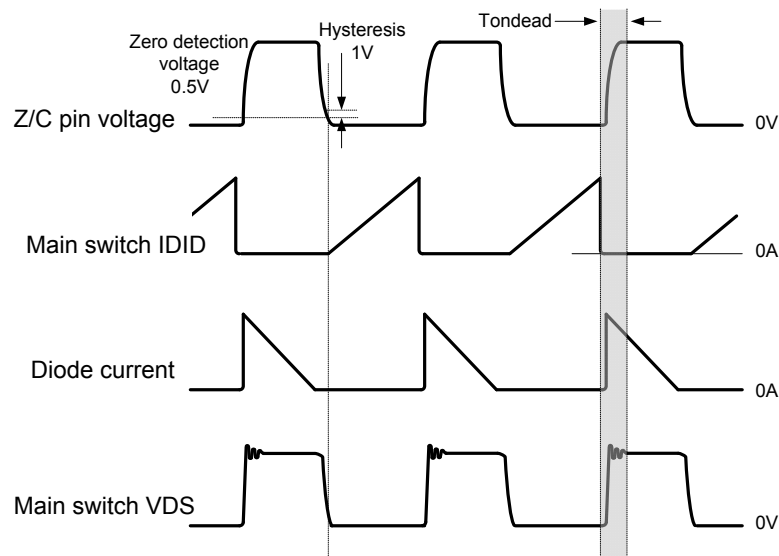 Tondead
Hysteresis
1V
Zero detection
voltage
0.5V
Z/C pin voltage
0V
Main switch IDID
0A
Diode current
0A
Main switch VDS
0V